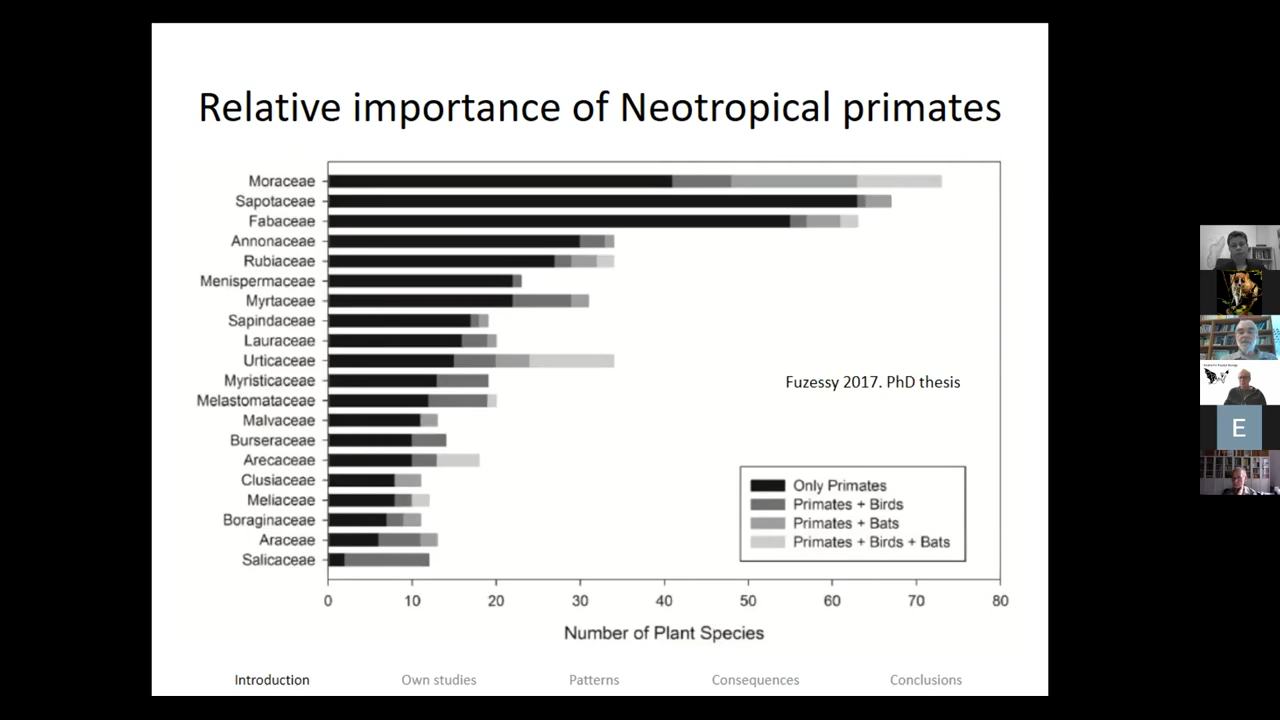 Relative importance of Neotropical primates
Moraceae
Sapotaceae
Fabaceae
Annonaceae
Rubiaceae
Menispermaceae
Myrtaceae
Sapindaceae
Lauraceae
Urticaceae
Myristicaceae
Melastomataceae
Malvaceae
Burseraceae
Arecaceae
Clusiaceae
Meliaceae
Boraginaceae
Araceae
Salicaceae
Fuzessy 2017. PhD thesis
Only Primates
Primates + Birds
Primates + Bats
Primates + Birds + Bats
0 10 20 30 40 50 60 70 80
Number of Plant Species
Introduction Own studies Patterns Consequences Conclusions
E